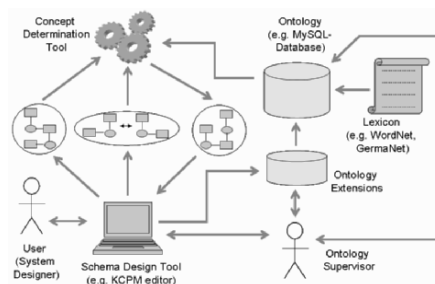 Concept
Determination
Tool
Ontology
(e.g. MySQL-
Database)
Lexicon
(e.g. WordNet,
GermaNet)
Ontology
Extensions
User
(System
Designer)
Schema Design Tool
(e.g. KCPM editor)
Ontology
Supervisor